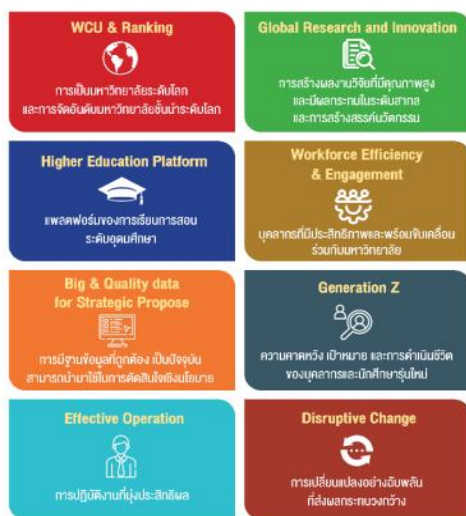 WCU & Ranking
การเป็นมหาวิทยาลัยระดับโลก
และการจัดอันดับมหาวิทยาลัยชั้นนำระดับโลก
Global Research and Innovation
การสร้างผลงานวิจัยที่มีคุณภาพสูง
และมีผลกระทบในระดับสากล
และการสร้างสรรค์นวัตกรรม
Higher Education Platform
แพลตฟอร์มของการเรียนการสอน
ระดับอุดมศึกษา
Workforce Efficiency
& Engagement
บุคลากรที่มีประสิทธิภาพและพร้อมขับเคลื่อน
ร่วมกับมหาวิทยาลัย
Big & Quality data
for Strategic Propose
การมีฐานข้อมูลที่ถูกต้อง เป็นปัจจุบัน
สามารถนำมาใช้ในการตัดสินใจเชิงนโยบาย
Generation Z
ความคาดหวัง เป้าหมาย และการดำเนินชีวิต
ของบุคลากรและนักศึกษารุ่นใหม่
Effective Operation
การปฏิบัติงานที่มุ่งประสิทธิผล
Disruptive Change
การเปลี่ยนแปลงอย่างฉับพลัน
ที่ส่งผลกระทบวงกว้าง